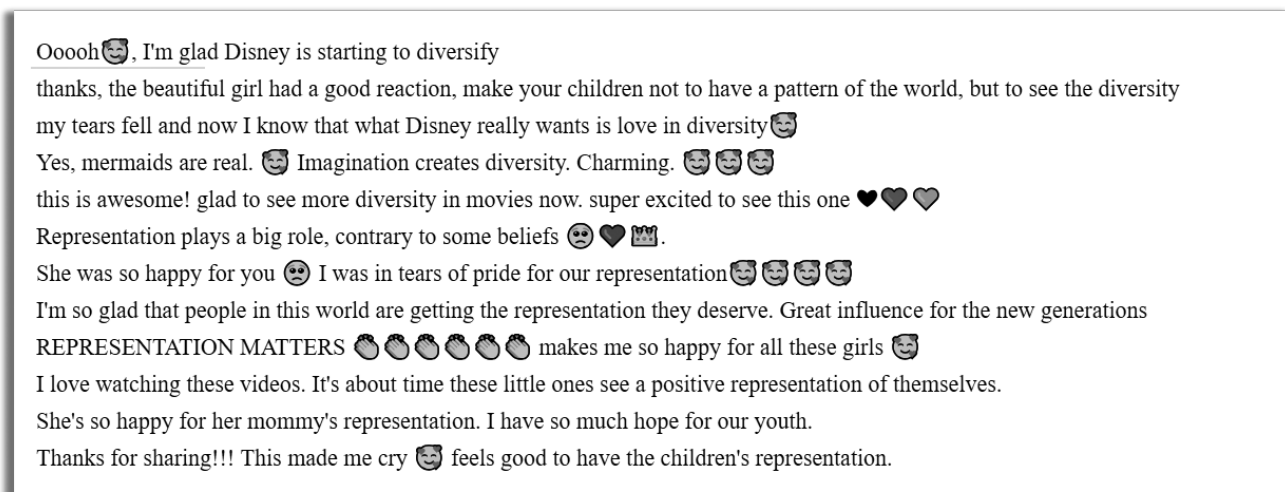 Ooooh🥰, I'm glad Disney is starting to diversify
thanks, the beautiful girl had a good reaction, make your children not to have a pattern of the world, but to see the diversity
my tears fell and now I know that what Disney really wants is love in diversity🥰
Yes, mermaids are real. 🥰 Imagination creates diversity. Charming. 🥰🥰🥰
this is awesome! glad to see more diversity in movies now. super excited to see this one 🖤❤️💛
Representation plays a big role, contrary to some beliefs 🥺❤️👑.
She was so happy for you 🥺 I was in tears of pride for our representation🥰🥰🥰🥰
I'm so glad that people in this world are getting the representation they deserve. Great influence for the new generations
REPRESENTATION MATTERS 👏👏👏👏👏👏 makes me so happy for all these girls 🥰
I love watching these videos. It's about time these little ones see a positive representation of themselves.
She's so happy for her mommy's representation. I have so much hope for our youth.
Thanks for sharing!!! This made me cry 🥰 feels good to have the children's representation.